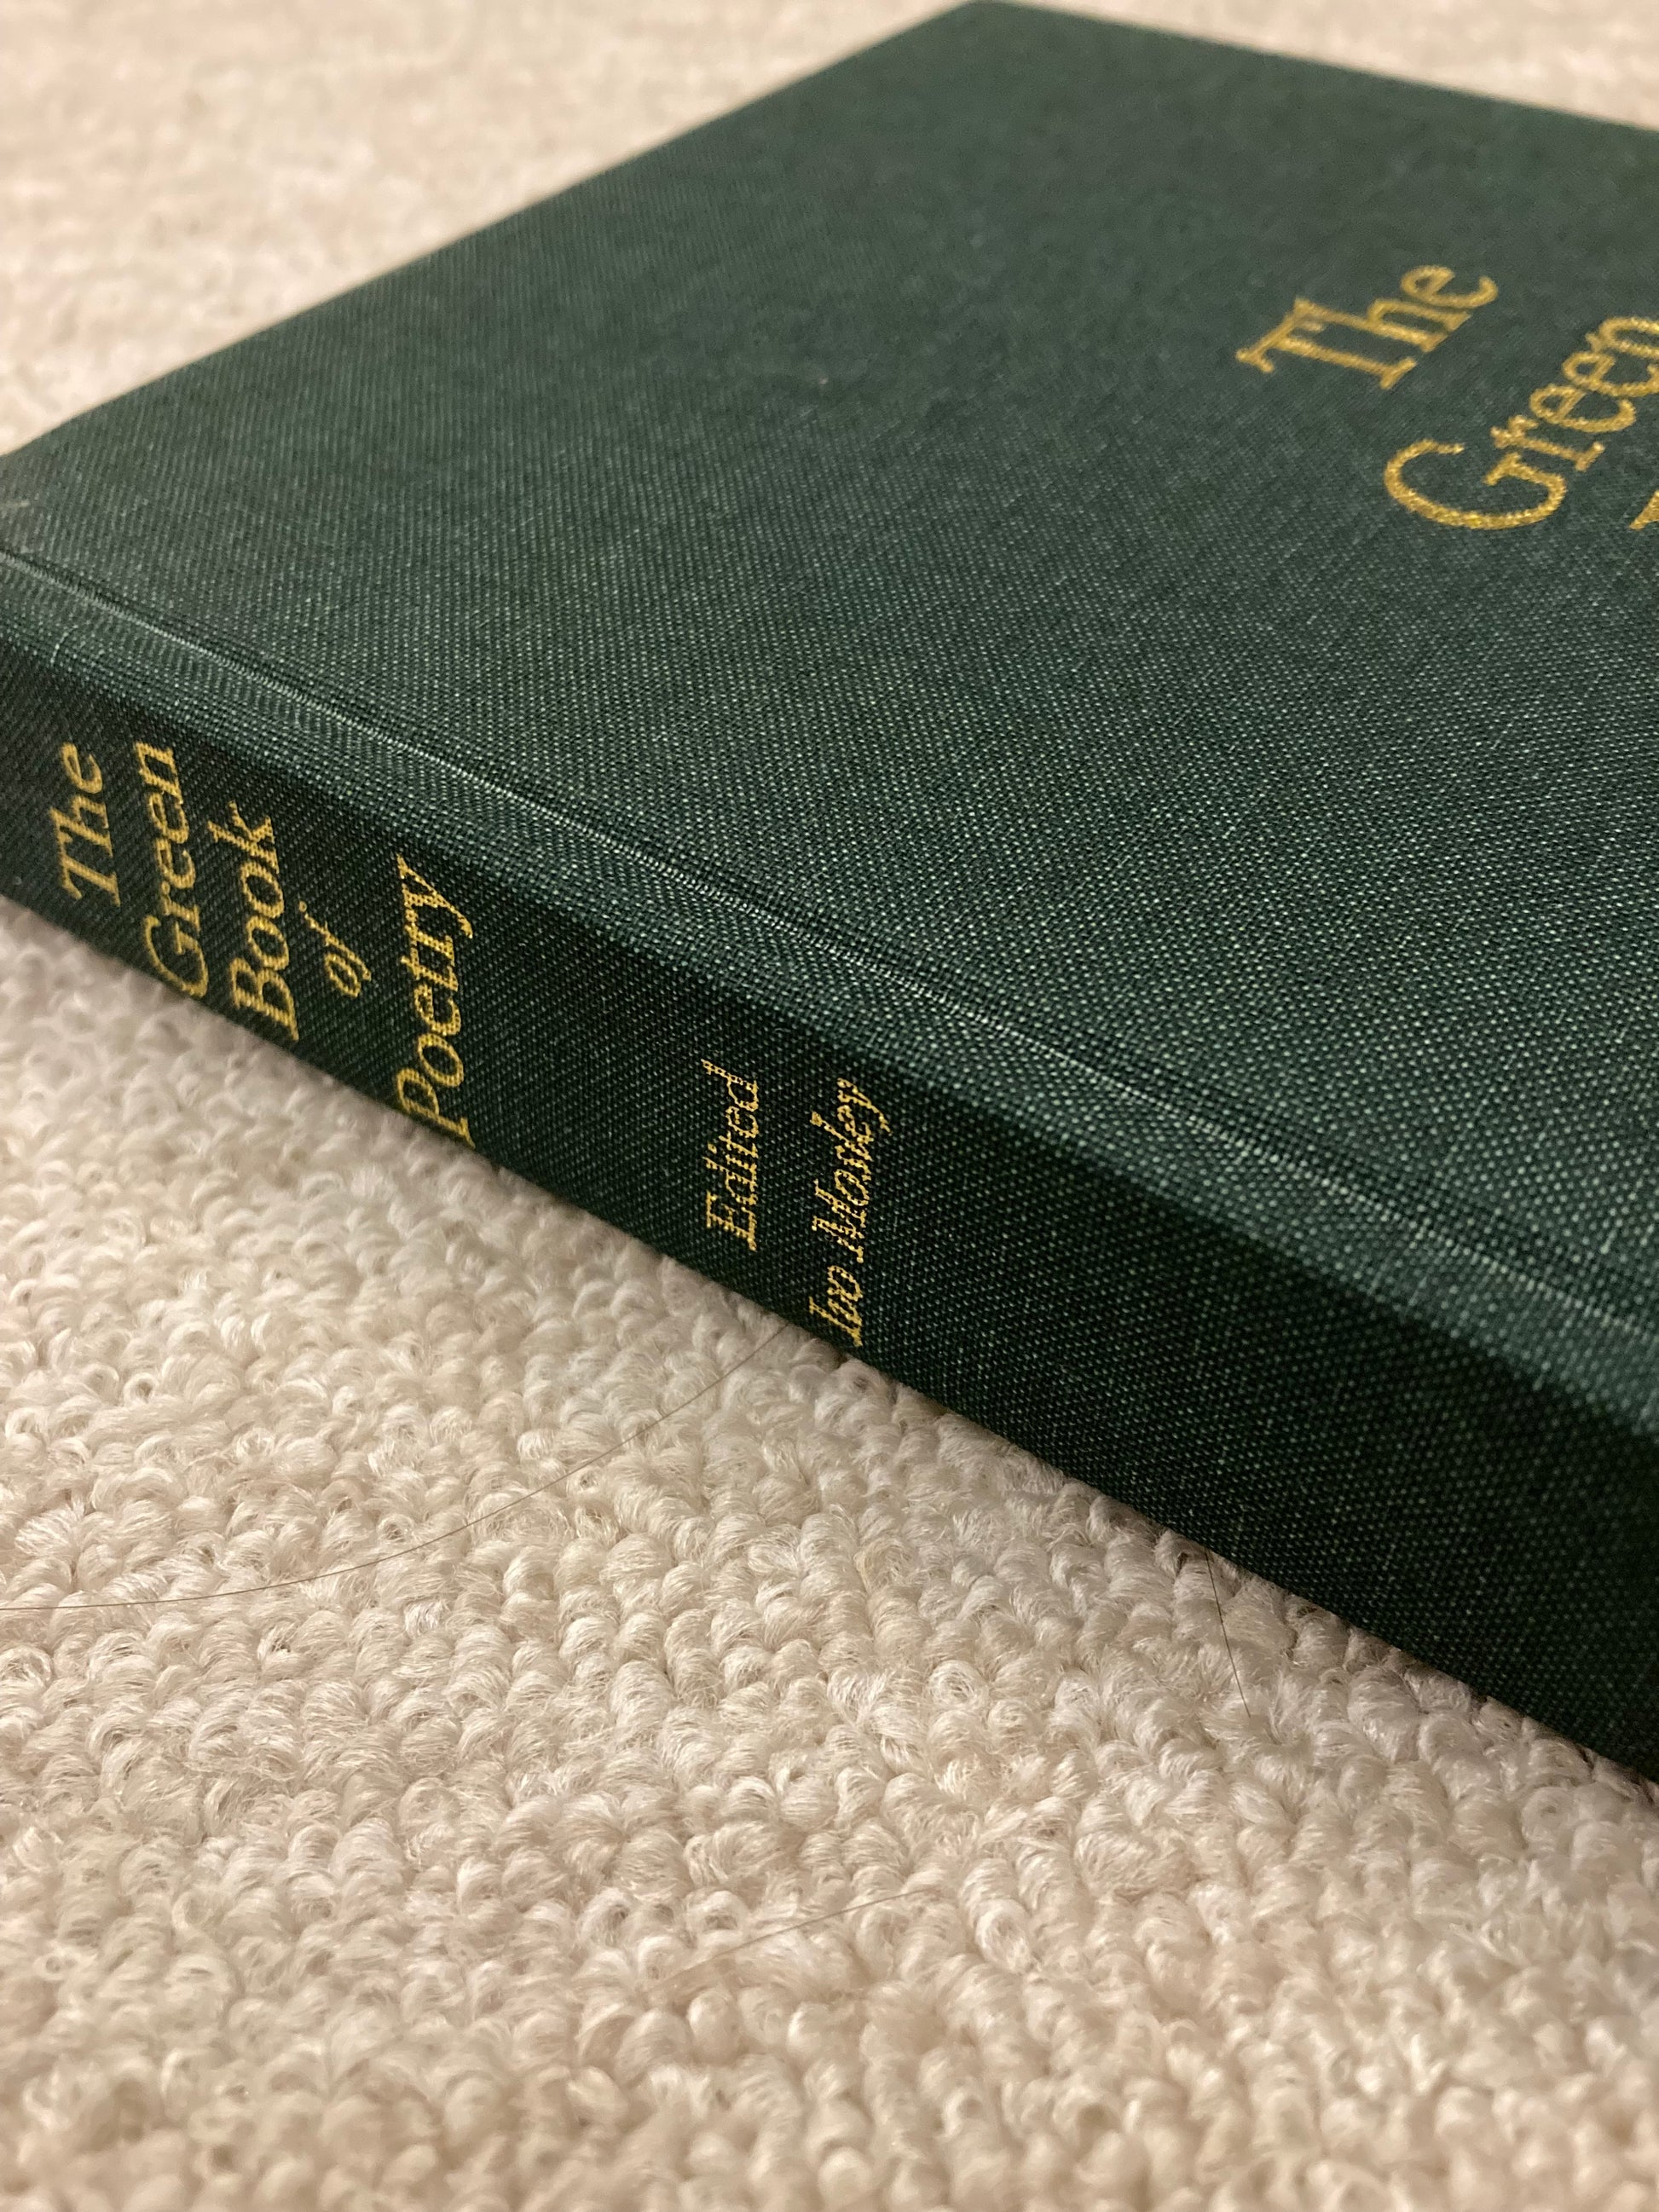 The
Green
The
Green
Book
of
Poetry
Edited
Ivo Mosley